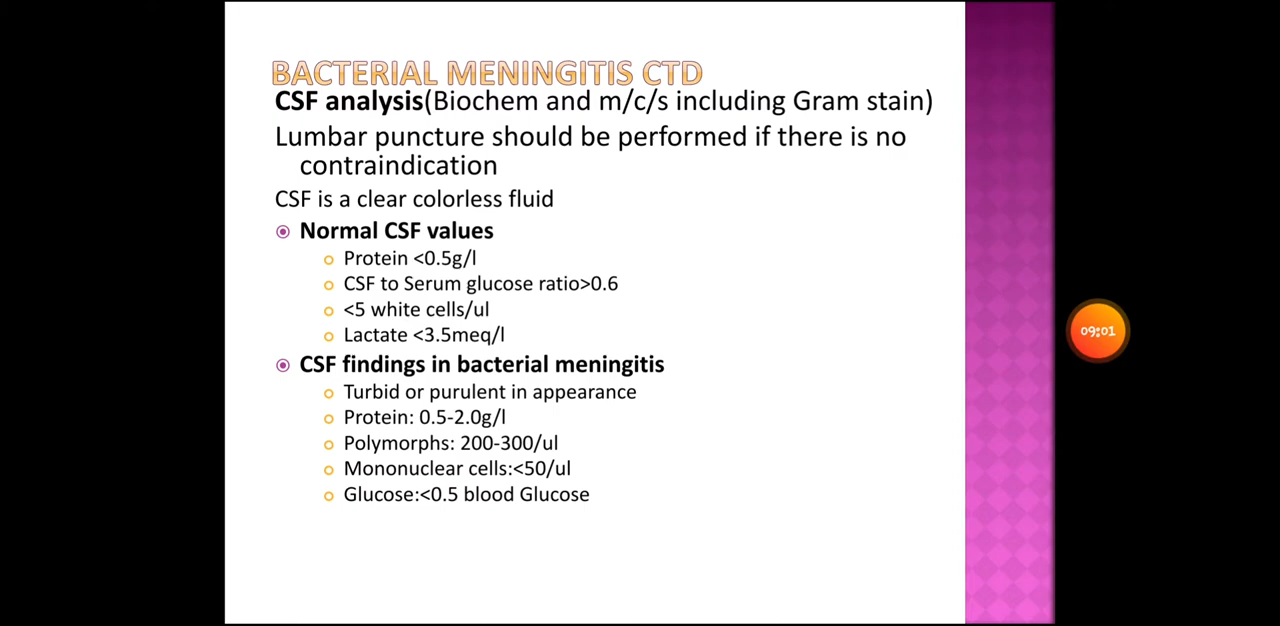 BACTERIAL MENINGITIS CTD
CSF analysis(Biochem and m/c/s including Gram stain)
Lumbar puncture should be performed if there is no
contraindication
CSF is a clear colorless fluid
Normal CSF values
Protein <0.5g/l
CSF to Serum glucose ratio>0.6
<5 white cells/ul
Lactate <3.5meq/l
CSF findings in bacterial meningitis
Turbid or purulent in appearance
Protein: 0.5-2.0g/l
Polymorphs: 200-300/ul
Mononuclear cells:<50/ul
Glucose:<0.5 blood Glucose
09:01